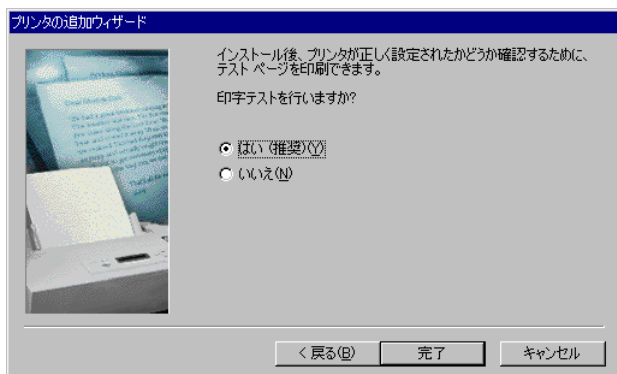 プリンタの追加ウィザード
インストール後、プリンタが正しく設定されたかどうか確認するために、
テスト ページを印刷できます。
印字テストを行いますか?
はい (推奨)(Y)
いいえ(N)
< 戻る(B)
完了
キャンセル